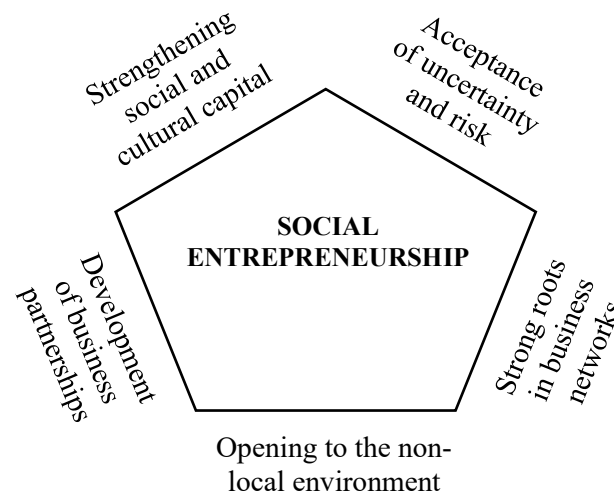 Strengthening
social and
cultural capital
Acceptance
of uncertainty
and risk
SOCIAL
ENTREPRENEURSHIP
Development
of business
partnerships
Strong roots
in business
networks
Opening to the non-
local environment